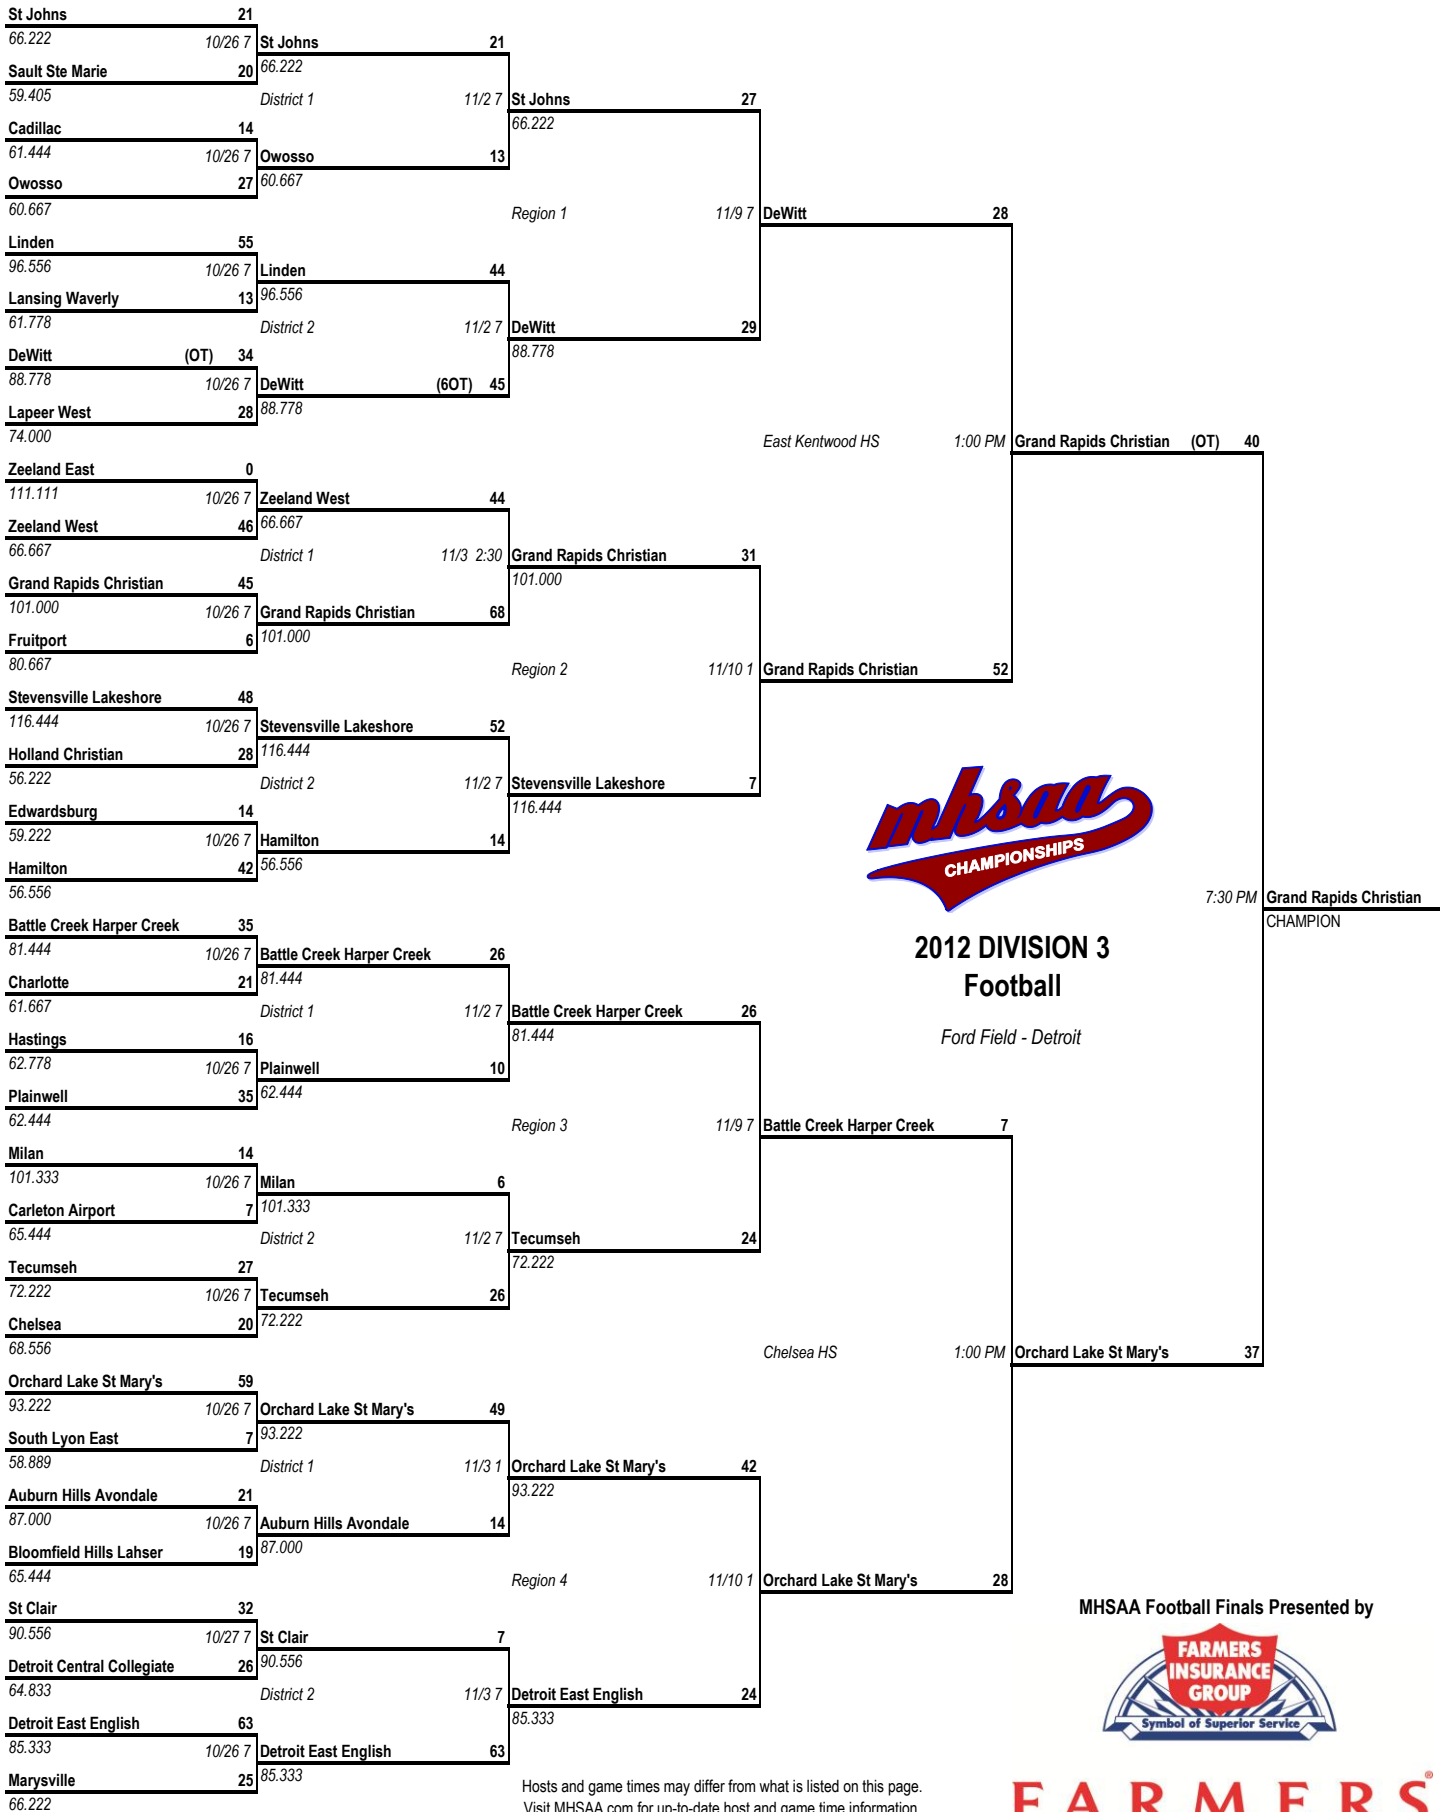 St Johns 21
66.222 10/26 7 St Johns 21
Sault Ste Marie 20 66.222
59.405 District 1 11/2 7 St Johns 27
Cadillac 14 66.222
61.444 10/26 7 Owosso 13
Owosso 27 60.667
60.667 Region 1 11/9 7 DeWitt 28
Linden 55
96.556 10/26 7 Linden 44
Lansing Waverly 13 96.556
61.778 District 2 11/2 7 DeWitt 29
DeWitt (OT) 34 88.778
88.778 10/26 7 DeWitt (6OT) 45
Lapeer West 28 88.778
74.000 East Kentwood HS 1:00 PM Grand Rapids Christian (OT) 40
Zeeland East 0
111.111 10/26 7 Zeeland West 44
Zeeland West 46 66.667
66.667 District 1 11/3 2:30 Grand Rapids Christian 31
Grand Rapids Christian 45 101.000
101.000 10/26 7 Grand Rapids Christian 68
Fruitport 6 101.000
80.667 Region 2 11/10 1 Grand Rapids Christian 52
Stevensville Lakeshore 48
116.444 10/26 7 Stevensville Lakeshore 52
Holland Christian 28 116.444
56.222 District 2 11/2 7 Stevensville Lakeshore 7
Edwardsburg 14 116.444
59.222 10/26 7 Hamilton 14
Hamilton 42 56.556
56.556
mhsaa
CHAMPIONSHIPS
7:30 PM Grand Rapids Christian
CHAMPION
2012 DIVISION 3
Football
Ford Field - Detroit
Battle Creek Harper Creek 35
81.444 10/26 7 Battle Creek Harper Creek 26
Charlotte 21 81.444
61.667 District 1 11/2 7 Battle Creek Harper Creek 26
Hastings 16 81.444
62.778 10/26 7 Plainwell 10
Plainwell 35 62.444
62.444 Region 3 11/9 7 Battle Creek Harper Creek 7
Milan 14
101.333 10/26 7 Milan 6
Carleton Airport 7 101.333
65.444 District 2 11/2 7 Tecumseh 24
Tecumseh 27 72.222
72.222 10/26 7 Tecumseh 26
Chelsea 20 72.222
68.556 Chelsea HS 1:00 PM Orchard Lake St Mary's 37
Orchard Lake St Mary's 59
93.222 10/26 7 Orchard Lake St Mary's 49
South Lyon East 7 93.222
58.889 District 1 11/3 1 Orchard Lake St Mary's 42
Auburn Hills Avondale 21 93.222
87.000 10/26 7 Auburn Hills Avondale 14
Bloomfield Hills Lahser 19 87.000
65.444 Region 4 11/10 1 Orchard Lake St Mary's 28
St Clair 32
90.556 10/27 7 St Clair 7
Detroit Central Collegiate 26 90.556
64.833 District 2 11/3 7 Detroit East English 24
Detroit East English 63 85.333
85.333 10/26 7 Detroit East English 63
Marysville 25 85.333
66.222
MHSAA Football Finals Presented by
FARMERS
INSURANCE
GROUP
Symbol of Superior Service
FARMERS®
Hosts and game times may differ from what is listed on this page.
Visit MHSAA.com for up-to-date host and game time information.